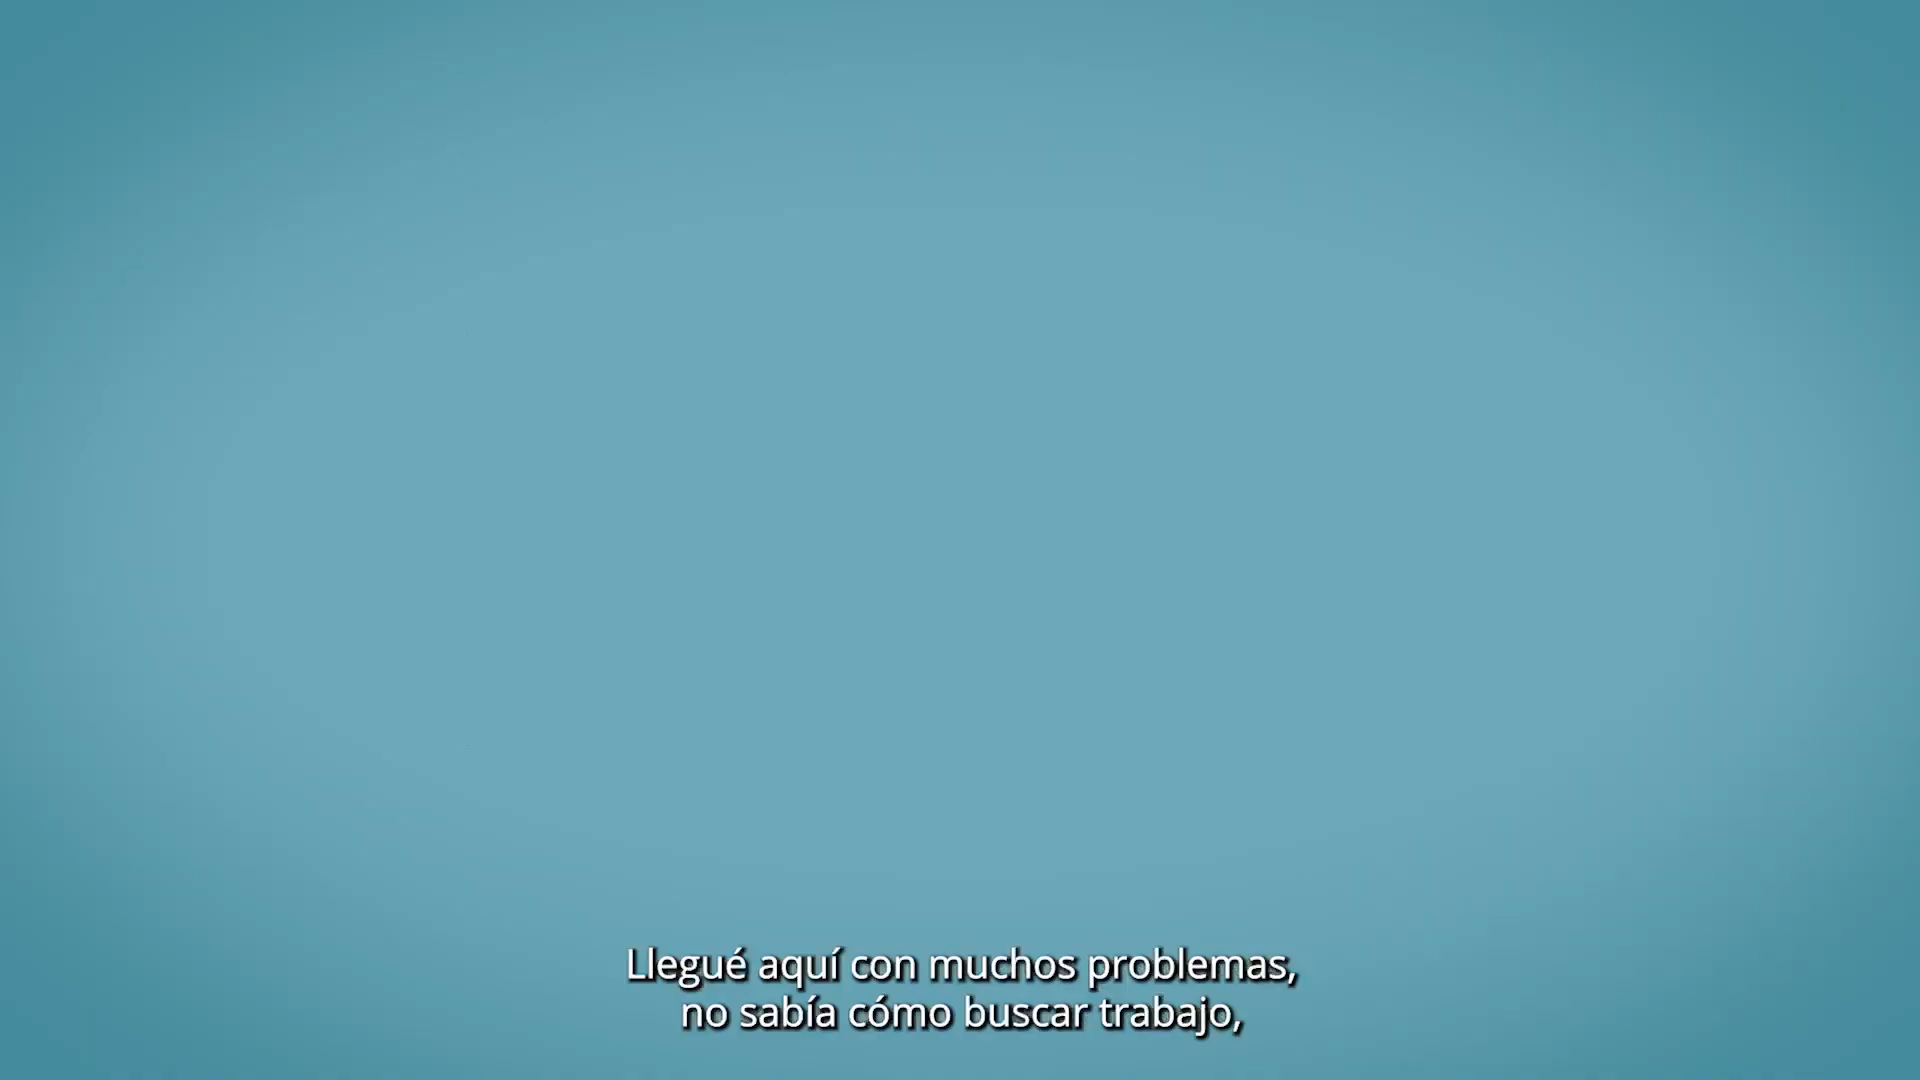 Llegué aquí con muchos problemas,
no sabía cómo buscar trabajo,